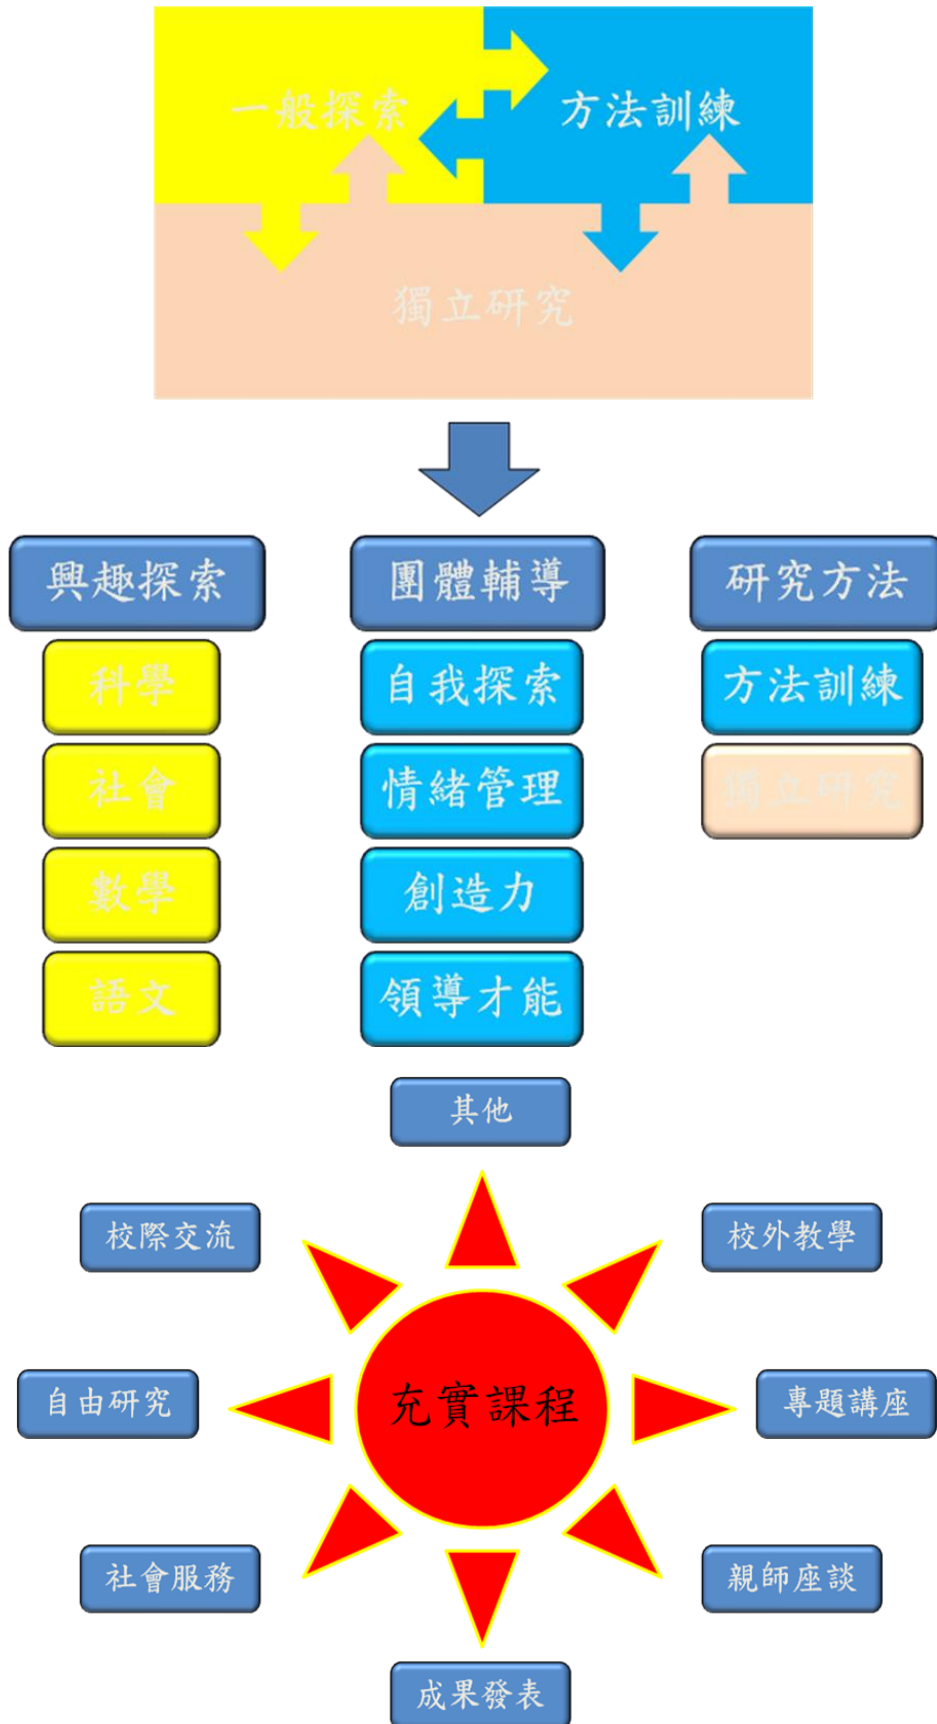 一般探索
方法訓練
獨立研究
興趣探索
團體輔導
研究方法
科學
自我探索
方法訓練
社會
情緒管理
獨立研究
數學
創造力
語文
領導才能
其他
校際交流
校外教學
自由研究
充實課程
專題講座
社會服務
親師座談
成果發表